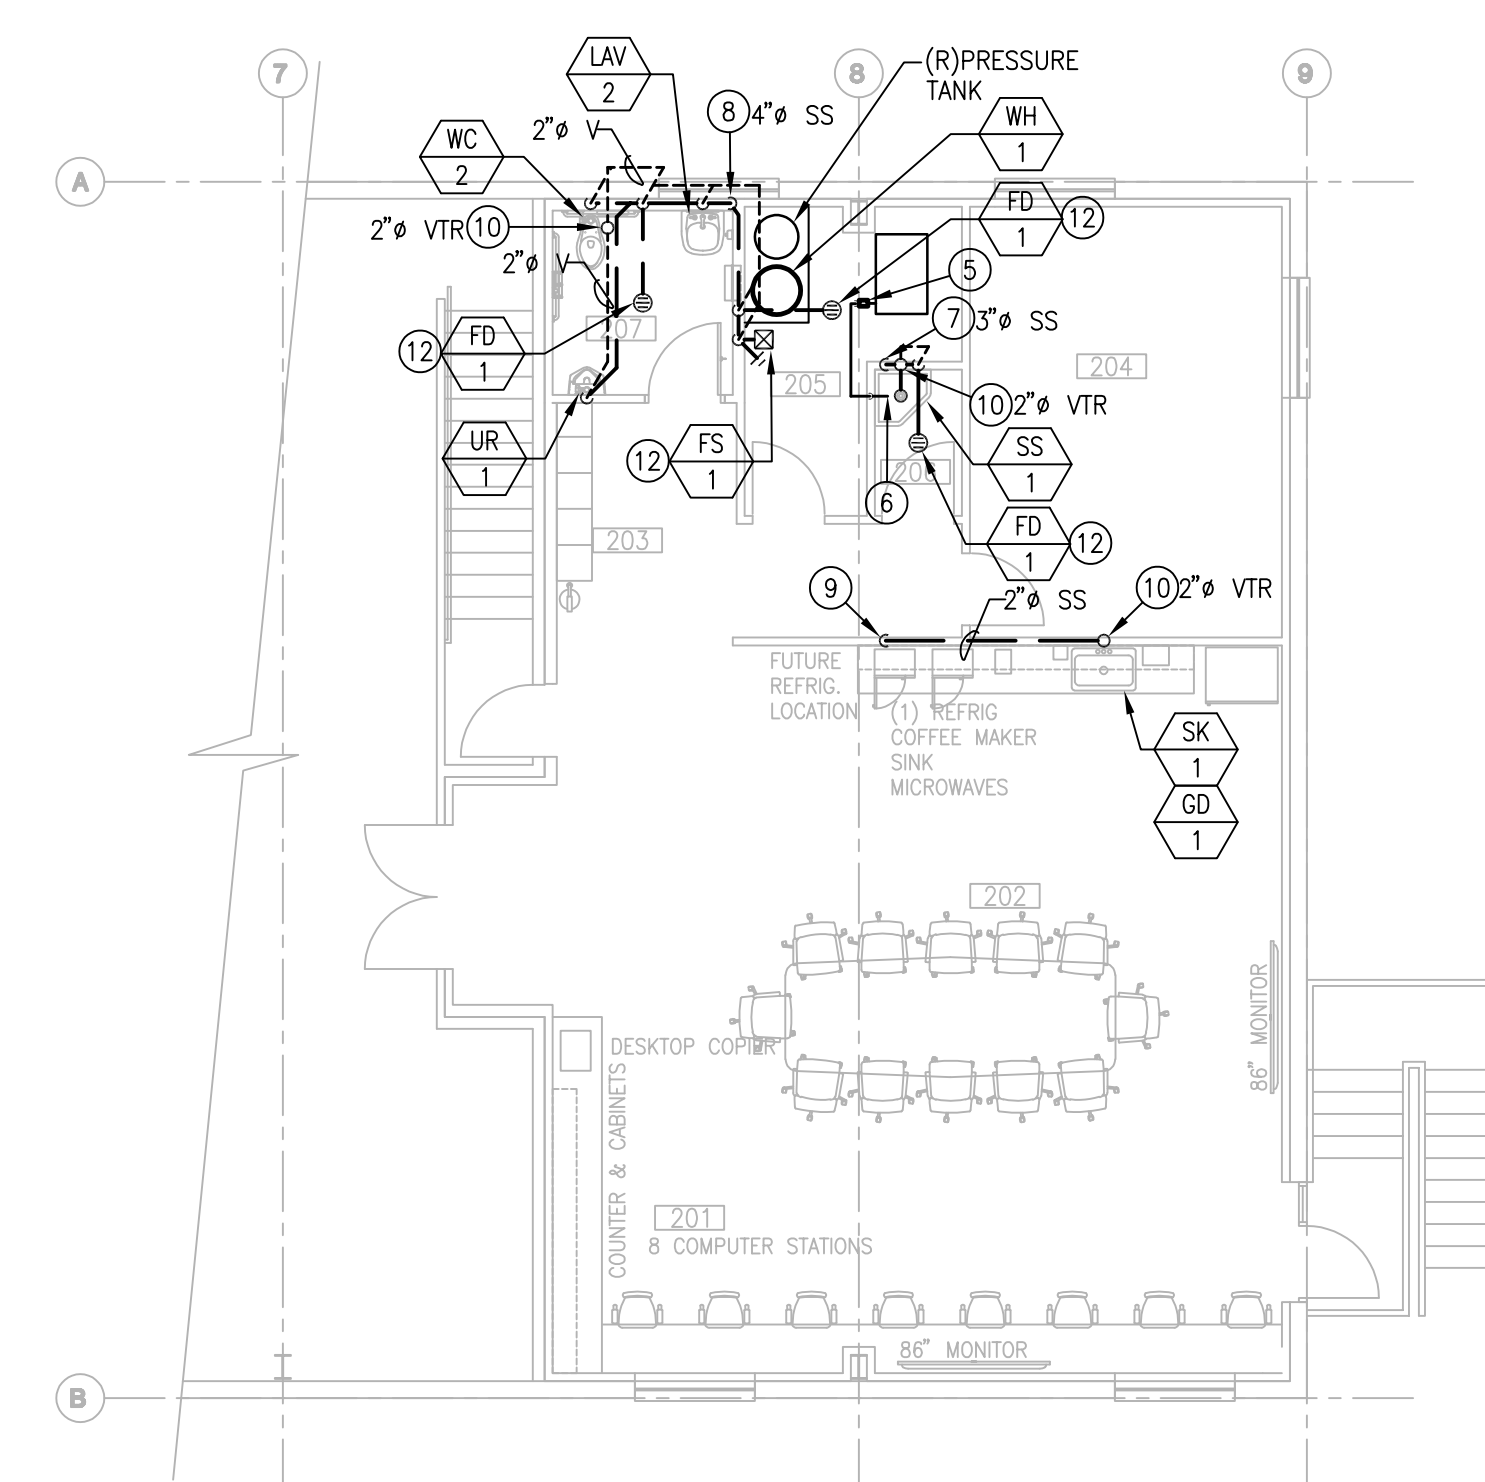 7
8
9
LAV
2
(R)PRESSURE
TANK
8
4"ø SS
WH
1
2"ø V
WC
2
A
FD
1
12
2"ø VTR
10
2"ø V
5
7
3"ø SS
207
FD
1
12
204
205
10
2"ø VTR
UR
1
12
FS
1
SS
1
206
6
FD
1
12
203
9
2"ø SS
10
2"ø VTR
FUTURE
REFRIG.
LOCATION
(1) REFRIG
COFFEE MAKER
SINK
MICROWAVES
SK
1
GD
1
202
86" MONITOR
DESKTOP COPIER
COUNTER & CABINETS
201
8 COMPUTER STATIONS
86" MONITOR
B